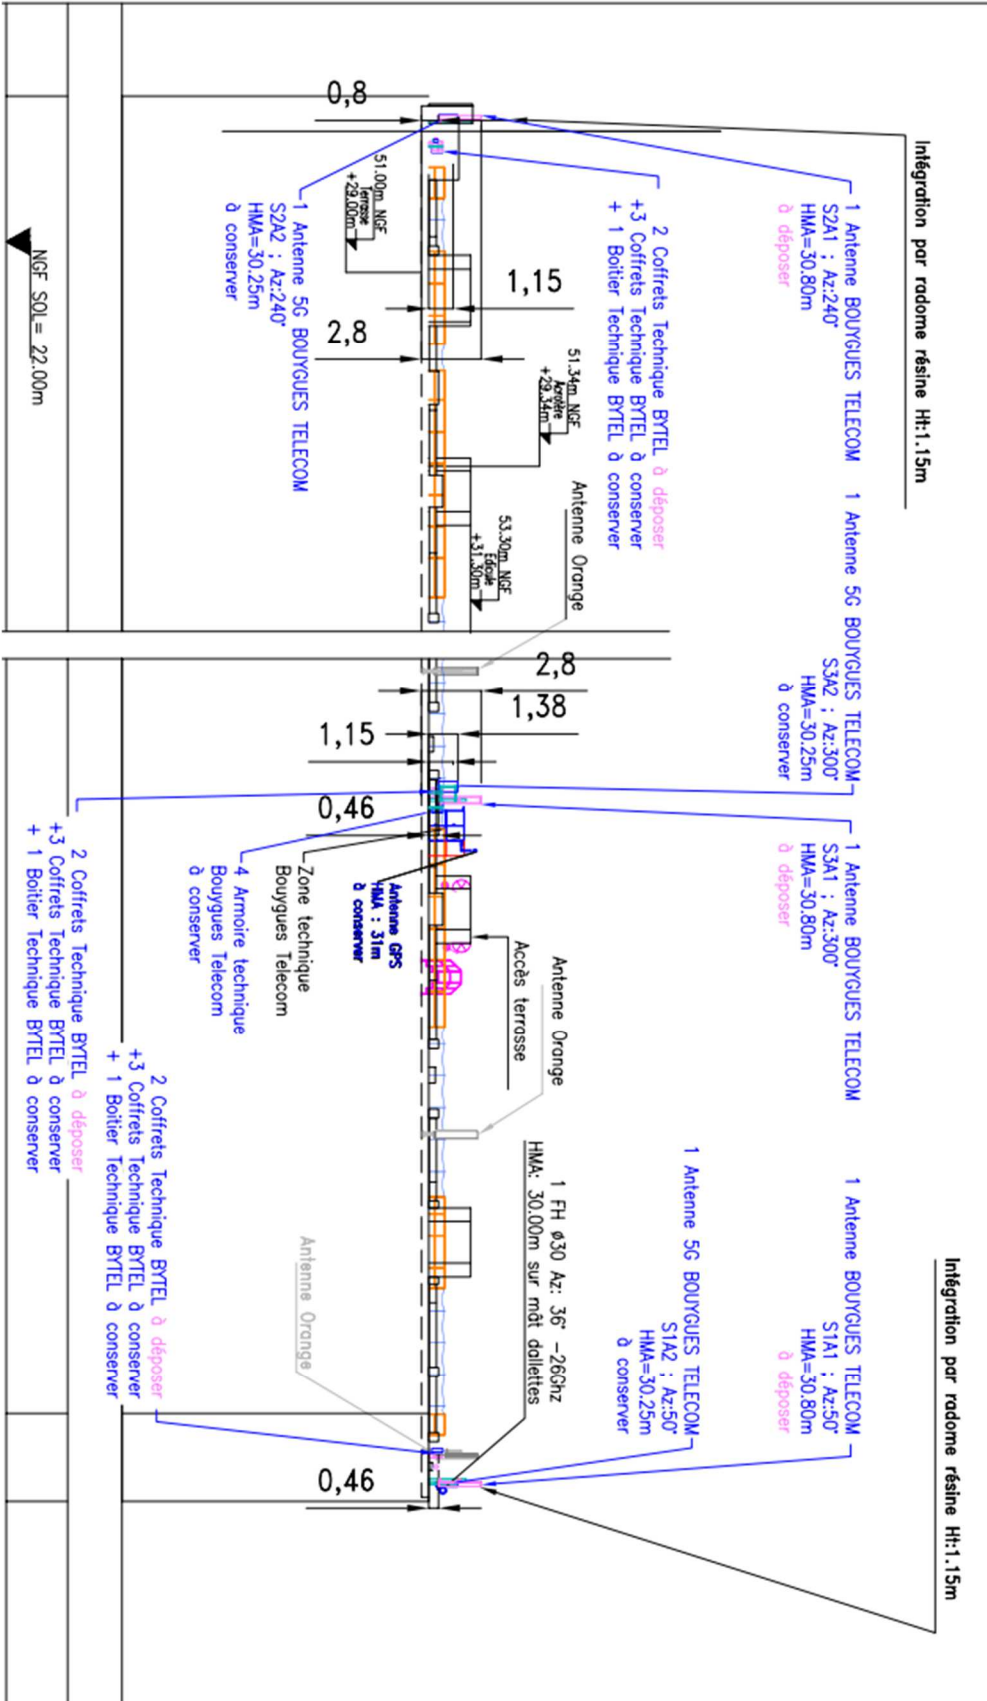 Intégration par radome résine Ht:1.15m
1 Antenne BOUYGUES TELECOM
S2A1 ; Az:240°
HMA=30.80m
à déposer
1 Antenne 5G BOUYGUES TELECOM
S3A2 ; Az:300°
HMA=30.25m
à conserver
1 Antenne BOUYGUES TELECOM
S3A1 ; Az:300°
HMA=30.80m
à déposer
Intégration par radome résine Ht:1.15m
1 Antenne BOUYGUES TELECOM
S1A1 ; Az:50°
HMA=30.80m
à déposer
1 Antenne 5G BOUYGUES TELECOM
S1A2 ; Az:50°
HMA=30.25m
à conserver
2 Coffrets Technique BYTEL à déposer
+3 Coffrets Technique BYTEL à conserver
+ 1 Boitier Technique BYTEL à conserver
51.34m NGF
Acrotère
+29.34m
Antenne Orange
53.30m NGF
Edicule
+31.30m
Antenne Orange
Accès terrasse
1 FH ø30 Az: 36° -26Ghz
HMA: 30.00m sur mât dallettes
0,8
1,15
2,8
2,8
1,38
1,15
0,46
0,46
51.00m NGF
Terrasse
+29.00m
1 Antenne 5G BOUYGUES TELECOM
S2A2 ; Az:240°
HMA=30.25m
à conserver
Antenne GPS
HMA : 31m
à conserver
Zone technique
Bouygues Telecom
4 Armoire technique
Bouygues Telecom
à conserver
Antenne Orange
2 Coffrets Technique BYTEL à déposer
+3 Coffrets Technique BYTEL à conserver
+ 1 Boitier Technique BYTEL à conserver
2 Coffrets Technique BYTEL à déposer
+3 Coffrets Technique BYTEL à conserver
+ 1 Boitier Technique BYTEL à conserver
NGF SOL= 22.00m